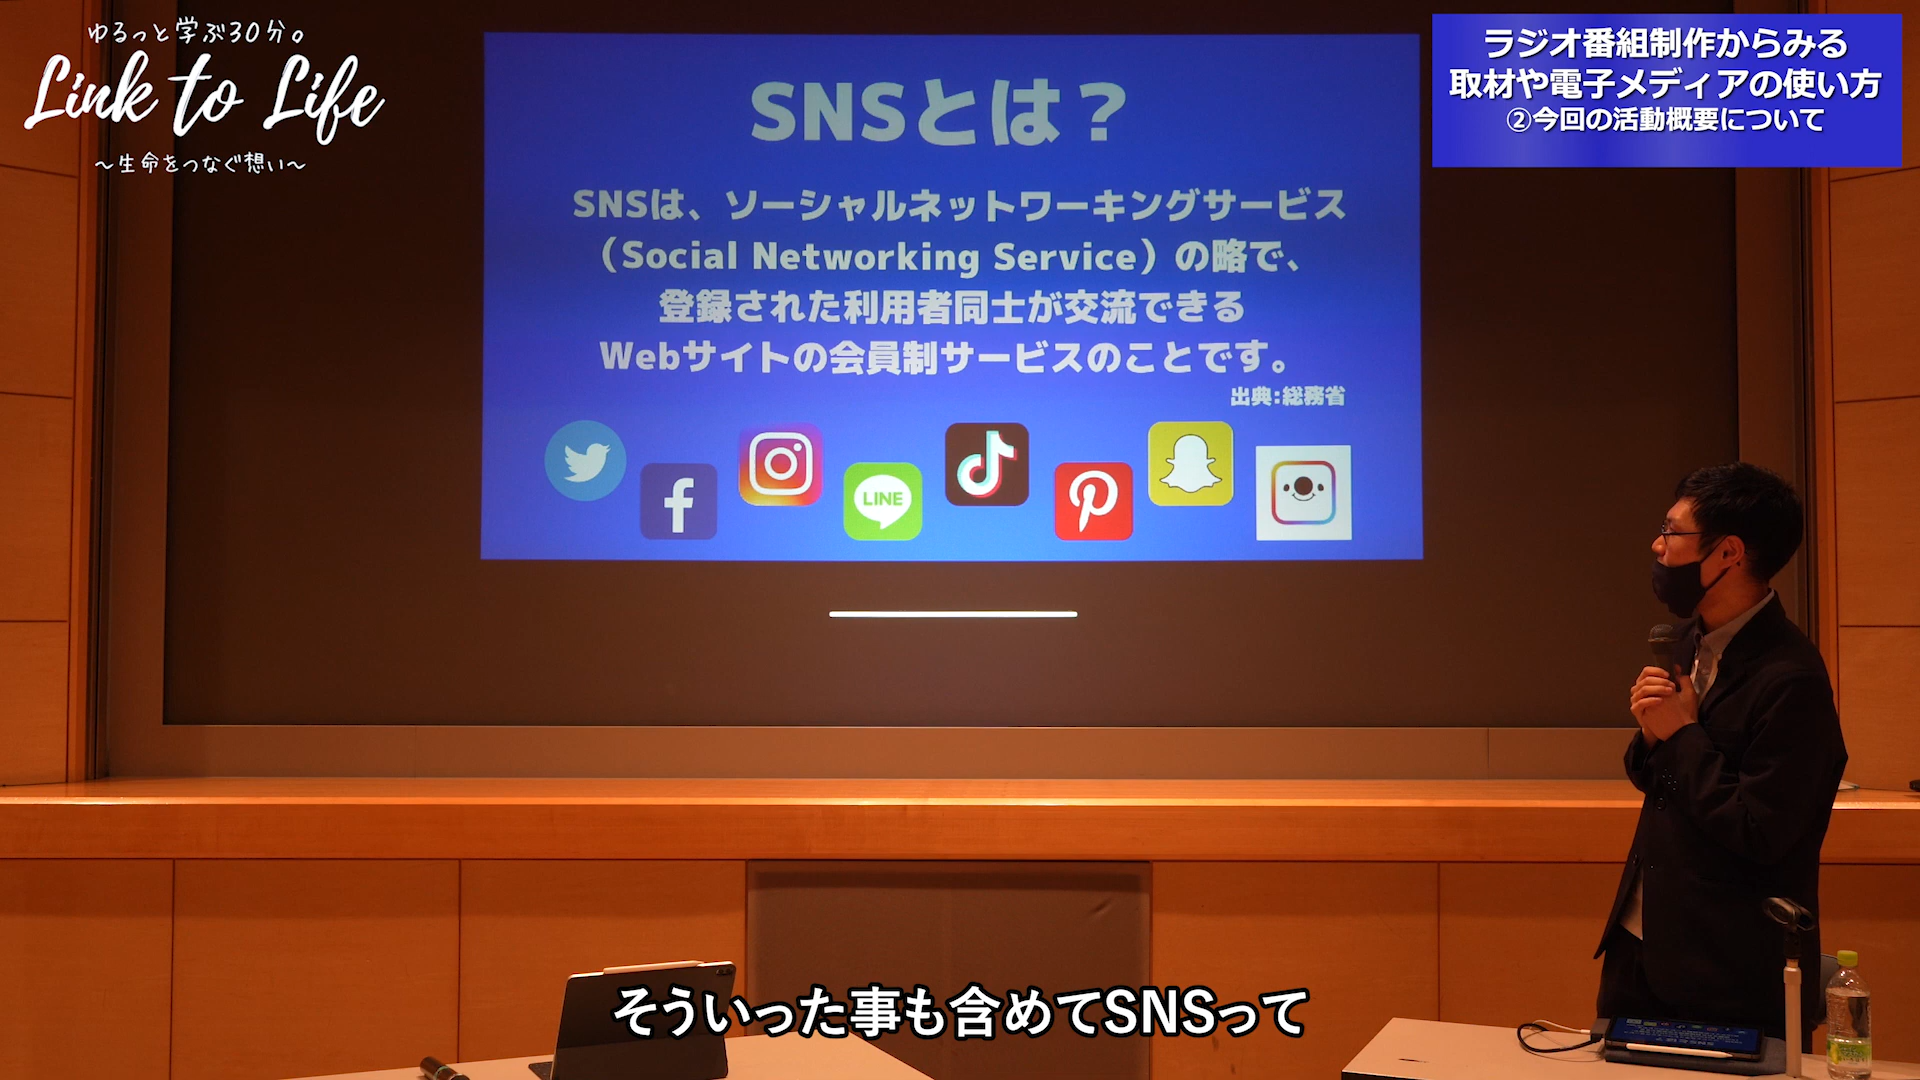 ゆるっと学ぶ30分。
Link to Life
～生命をつなぐ想い～
ラジオ番組制作からみる
取材や電子メディアの使い方
②今回の活動概要について
SNSとは？
SNSは、ソーシャルネットワーキングサービス
（Social Networking Service）の略で、
登録された利用者同士が交流できる
Webサイトの会員制サービスのことです。
出典:総務省
LINE
そういった事も含めてSNSって